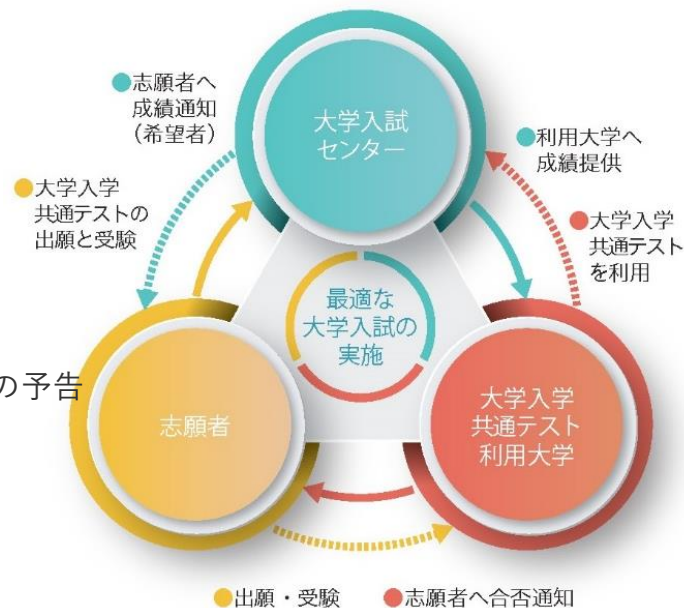 ●志願者へ
成績通知
(希望者)
大学入試
センター
●利用大学へ
成績提供
●大学入学
共通テストの
出願と受験
●大学入学
共通テスト
を利用
最適な
大学入試の
実施
の予告
志願者
大学入学
共通テスト
利用大学
●出願・受験
●志願者へ合否通知